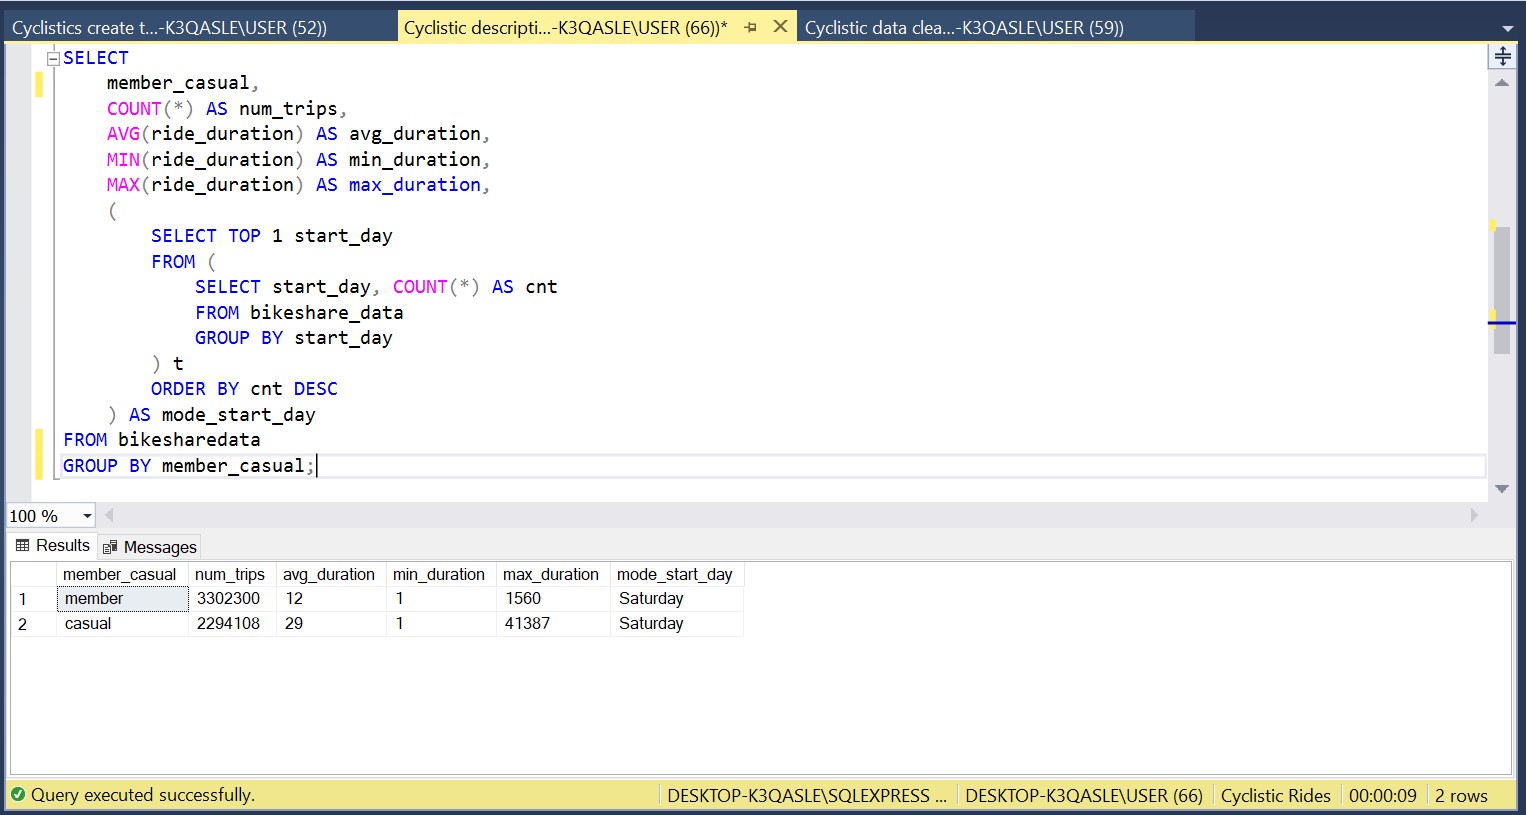 Cyclistics create t...-K3QASLE\USER (52)) Cyclistic descripti...-K3QASLE\USER (66))* Cyclistic data clea...-K3QASLE\USER (59))
SELECT
member_casual,
COUNT(*) AS num_trips,
AVG(ride_duration) AS avg_duration,
MIN(ride_duration) AS min_duration,
MAX(ride_duration) AS max_duration,
(
SELECT TOP 1 start_day
FROM (
SELECT start_day, COUNT(*) AS cnt
FROM bikeshare_data
GROUP BY start_day
) t
ORDER BY cnt DESC
) AS mode_start_day
FROM bikesharedata
GROUP BY member_casual;
100 %
Results Messages
member_casual num_trips avg_duration min_duration max_duration mode_start_day
1 member 3302300 12 1 1560 Saturday
2 casual 2294108 29 1 41387 Saturday
Query executed successfully. DESKTOP-K3QASLE\SQLEXPRESS ... DESKTOP-K3QASLE\USER (66) Cyclistic Rides 00:00:09 2 rows